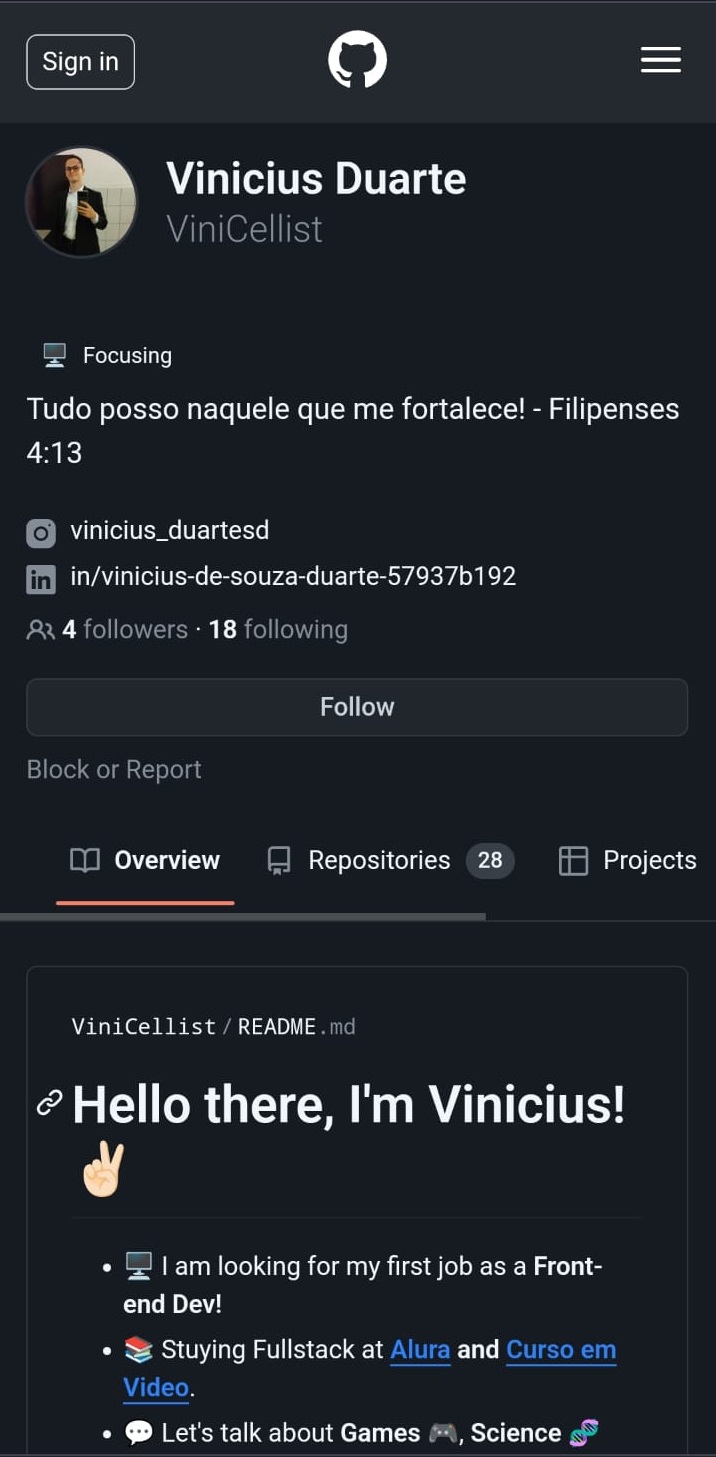 Sign in
Vinicius Duarte
ViniCellist
🖥️ Focusing
Tudo posso naquele que me fortalece! - Filipenses
4:13
vinicius_duartesd
in/vinicius-de-souza-duarte-57937b192
4 followers · 18 following
Follow
Block or Report
Overview Repositories 28 Projects
ViniCellist / README.md
Hello there, I'm Vinicius!
✌🏻
• 🖥️ I am looking for my first job as a Front-
end Dev!
• 📚 Stuying Fullstack at Alura and Curso em
Video.
• 💬 Let's talk about Games 🎮, Science 🧬